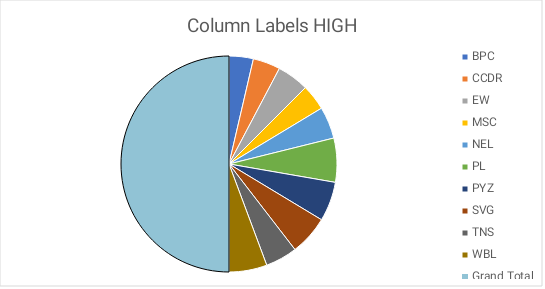 Column Labels HIGH
BPC
CCDR
EW
MSC
NEL
PL
PYZ
SVG
TNS
WBL
Grand Total